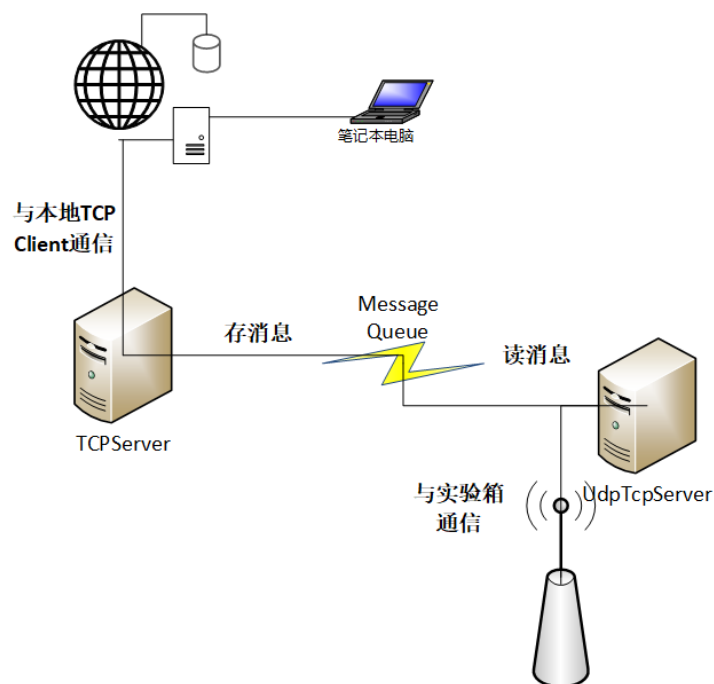 笔记本电脑
与本地TCP
Client通信
Message
Queue
存消息
读消息
TCPServer
与实验箱
通信
UdpTcpServer